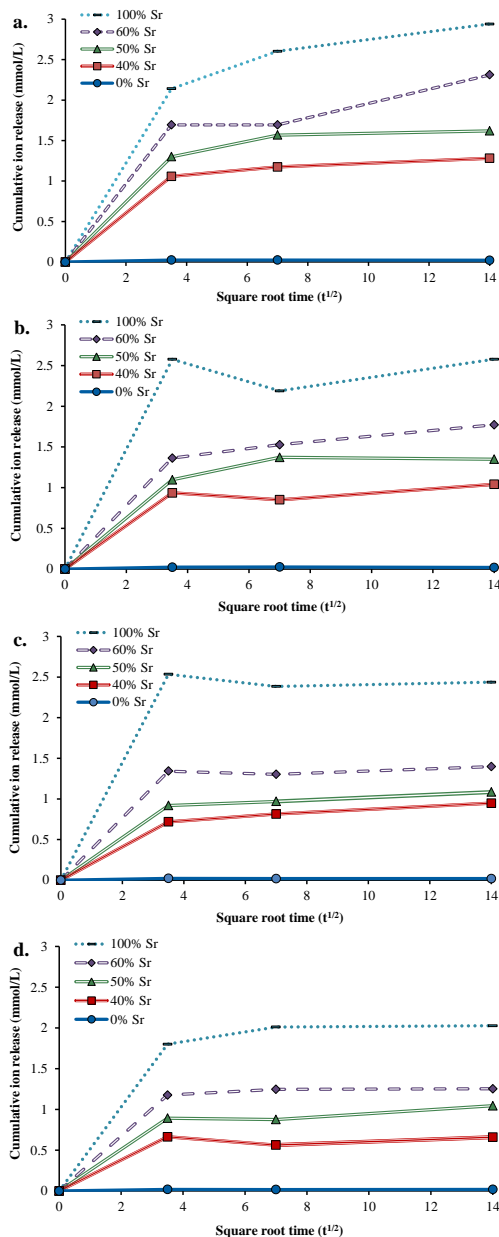 a.
100% Sr
60% Sr
50% Sr
40% Sr
0% Sr
Cumulative ion release (mmol/L)
3
2.5
2
1.5
1
0.5
0
0 2 4 6 8 10 12 14
Square root time (t^1/2)
b.
100% Sr
60% Sr
50% Sr
40% Sr
0% Sr
Cumulative ion release (mmol/L)
3
2.5
2
1.5
1
0.5
0
0 2 4 6 8 10 12 14
Square root time (t^1/2)
c.
100% Sr
60% Sr
50% Sr
40% Sr
0% Sr
Cumulative ion release (mmol/L)
3
2.5
2
1.5
1
0.5
0
0 2 4 6 8 10 12 14
Square root time (t^1/2)
d.
100% Sr
60% Sr
50% Sr
40% Sr
0% Sr
Cumulative ion release (mmol/L)
3
2.5
2
1.5
1
0.5
0
0 2 4 6 8 10 12 14
Square root time (t^1/2)